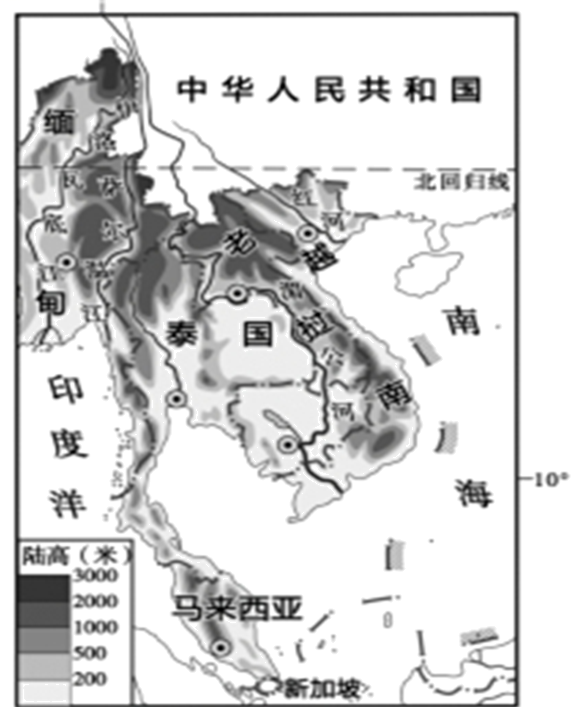 中华人民共和国
缅甸
伊洛瓦底江
萨尔温江
北回归线
红河
老挝
越南
湄公河
泰国
南海
印度洋
10°
陆高（米）
3000
2000
1000
500
200
马来西亚
新加坡